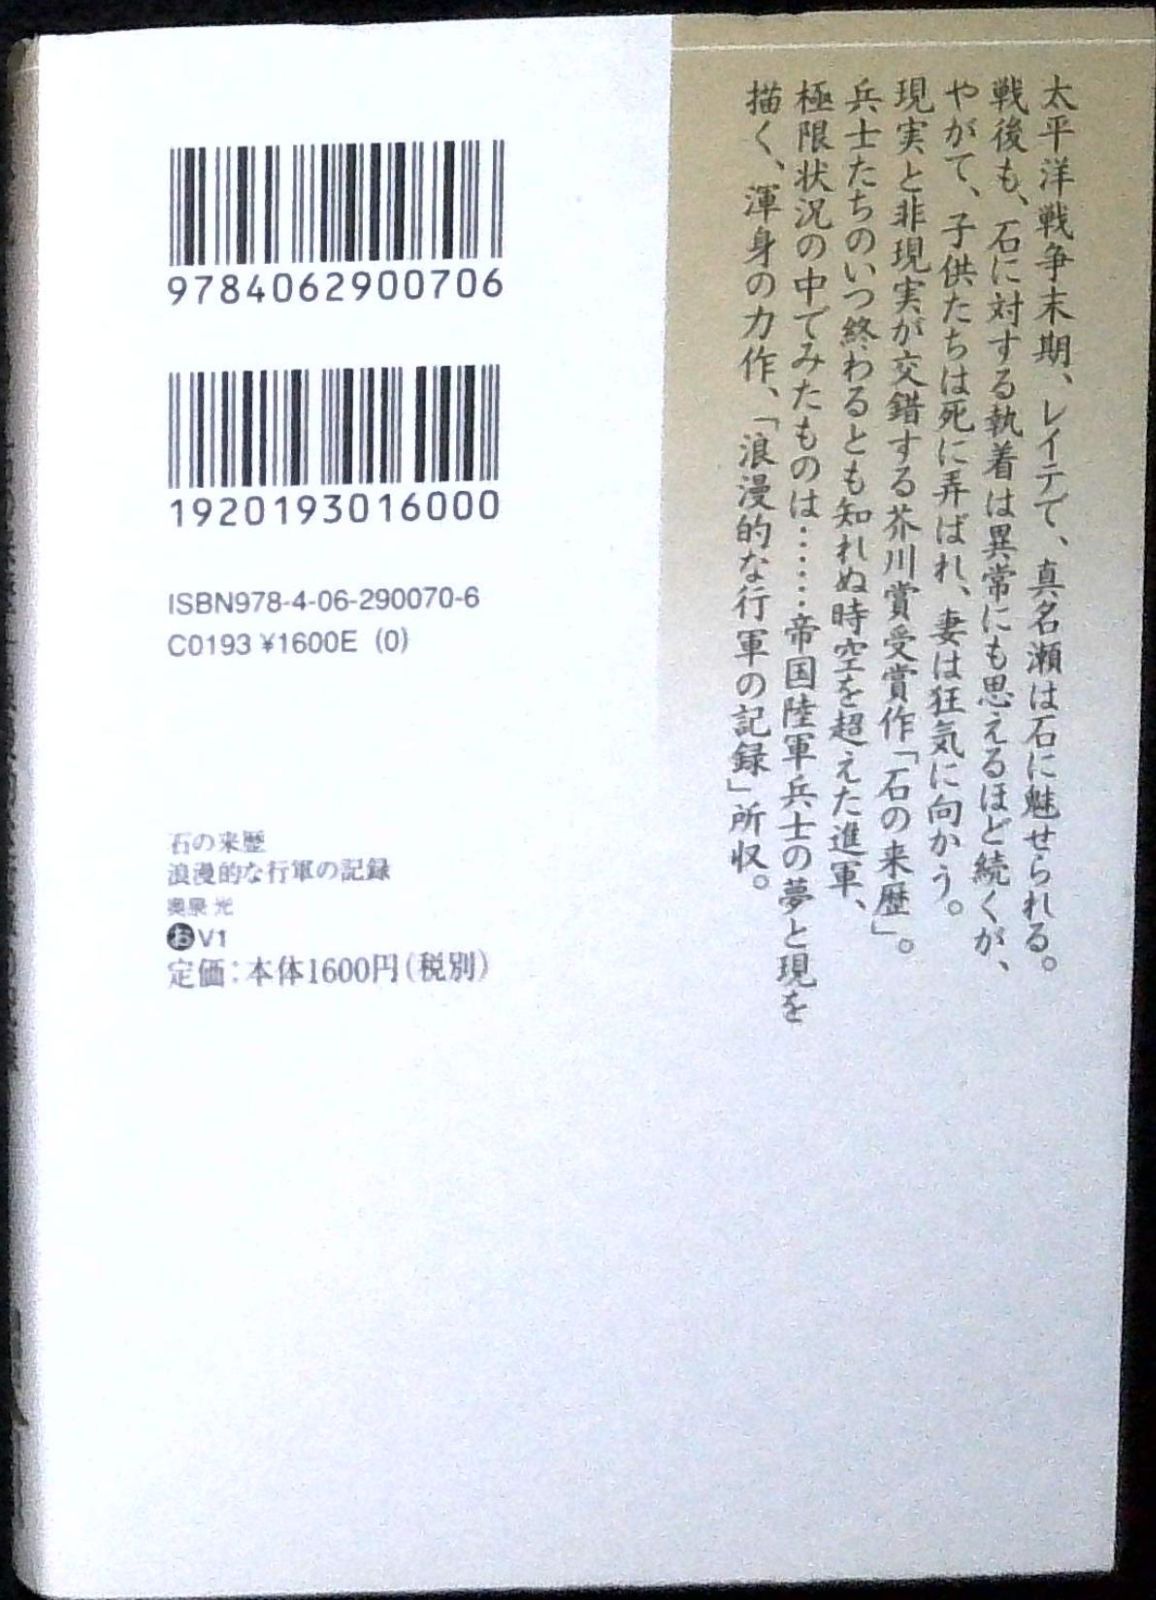 太平洋戦争末期、レイテで、真名瀬は石に魅せられる。
戦後も、石に対する執着は異常にも思えるほど続くが、
やがて、子供たちは死に弄ばれ、妻は狂気に向かう。
現実と非現実が交錯する芥川賞受賞作「石の来歴」。
兵士たちのいつ終わるとも知れぬ時空を超えた進軍、
極限状況の中でみたものは……帝国陸軍兵士の夢と現を
描く、渾身の力作、「浪漫的な行軍の記録」所収。
9784062900706
1920193016000
ISBN978-4-06-290070-6
C0193 ¥1600E (0)
石の来歴
浪漫的な行軍の記録
奥泉 光
おV1
定価:本体1600円(税別)